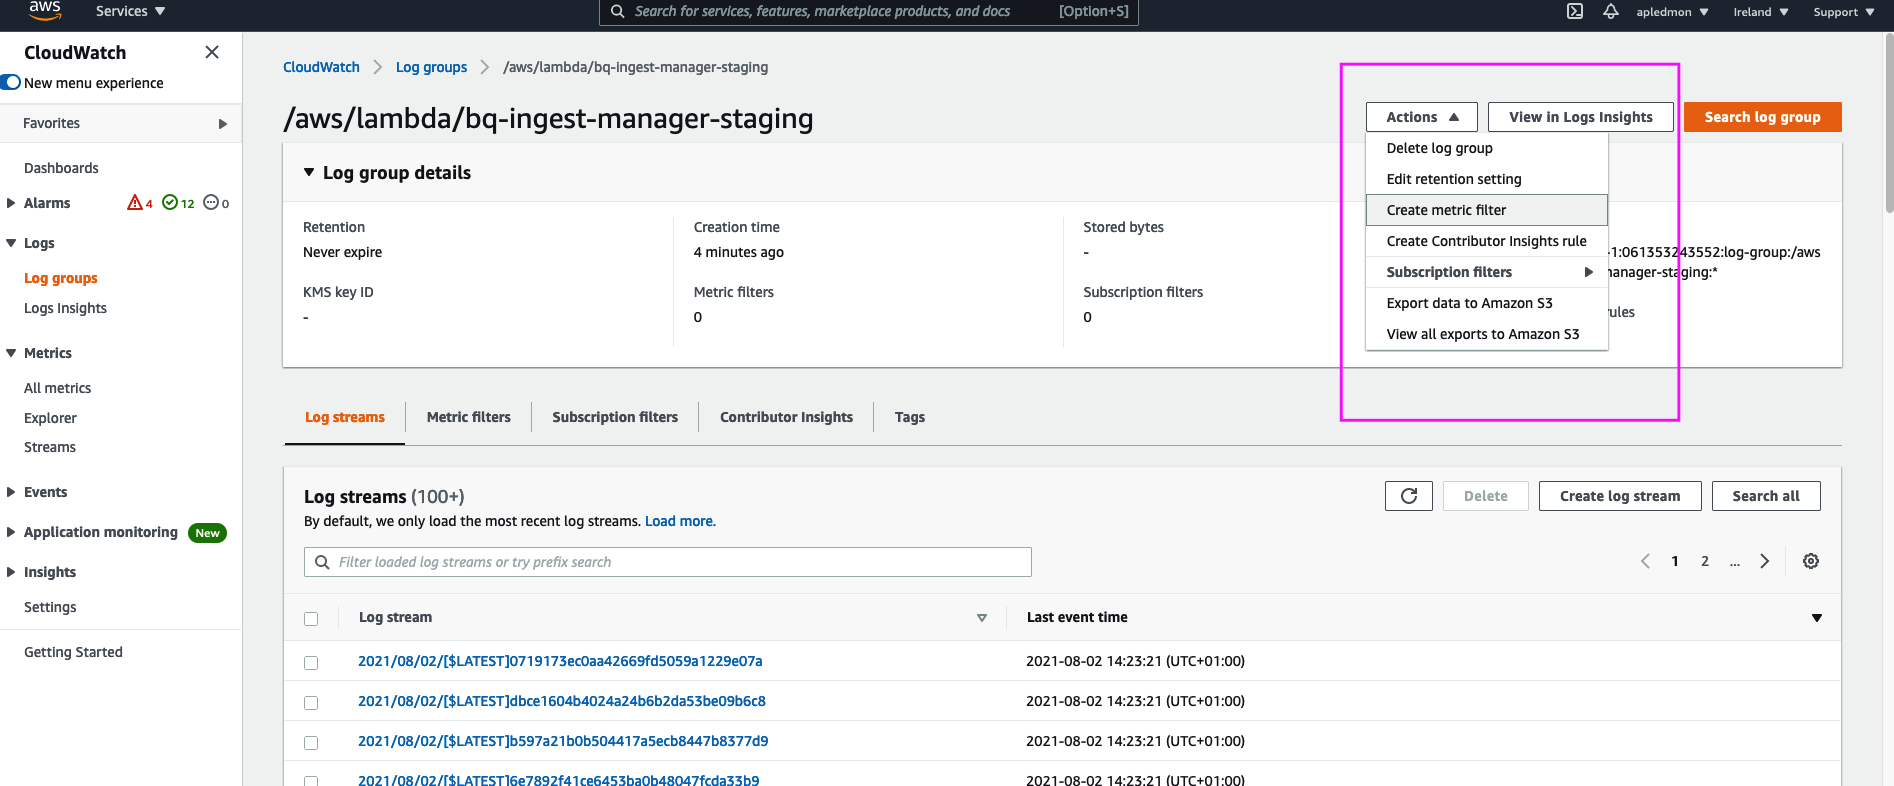 aws
Services
Search for services, features, marketplace products, and docs
[Option+S]
apledmon
Ireland
Support
CloudWatch
New menu experience
Favorites
Dashboards
Alarms
4
12
0
Logs
Log groups
Logs Insights
Metrics
All metrics
Explorer
Streams
Events
Application monitoring
New
Insights
Settings
Getting Started
CloudWatch
Log groups
/aws/lambda/bq-ingest-manager-staging
/aws/lambda/bq-ingest-manager-staging
Actions
View in Logs Insights
Search log group
Delete log group
Edit retention setting
Create metric filter
Create Contributor Insights rule
Subscription filters
Export data to Amazon S3
View all exports to Amazon S3
Log group details
Retention
Never expire
KMS key ID
-
Creation time
4 minutes ago
Metric filters
0
Stored bytes
-
Subscription filters
0
-1:061353243552:log-group:/aws
manager-staging:*
rules
Log streams
Metric filters
Subscription filters
Contributor Insights
Tags
Log streams (100+)
By default, we only load the most recent log streams. Load more.
Delete
Create log stream
Search all
Filter loaded log streams or try prefix search
1
2
...
Log stream
Last event time
2021/08/02/[$LATEST]0719173ec0aa42669fd5059a1229e07a
2021-08-02 14:23:21 (UTC+01:00)
2021/08/02/[$LATEST]dbce1604b4024a24b6b2da53be09b6c8
2021-08-02 14:23:21 (UTC+01:00)
2021/08/02/[$LATEST]b597a21b0b504417a5ecb8447b8377d9
2021-08-02 14:23:21 (UTC+01:00)
2021/08/02/[$LATEST]6e7892f41ce6453ba0b48047fcda33b9
2021-08-02 14:23:21 (UTC+01:00)